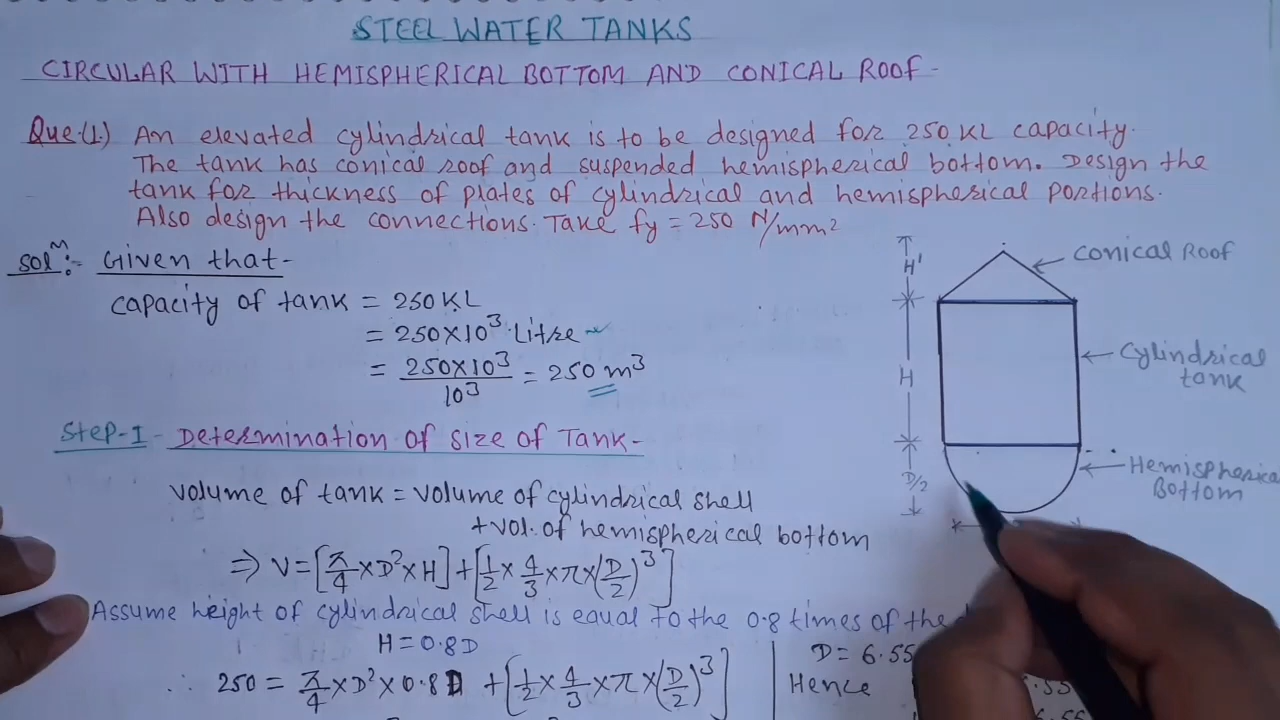 STEEL WATER TANKS
CIRCULAR WITH HEMISPHERICAL BOTTOM AND CONICAL ROOF-
Que.(1.) An elevated cylindrical tank is to be designed for 250 KL capacity.
The tank has conical roof and suspended hemispherical bottom. Design the
tank for thickness of plates of cylindrical and hemispherical portions.
Also design the connections. Take fy = 250 N/mm²
Solⁿ:- Given that-
capacity of tank = 250 KL
= 250×10³ Litre
= 250×10³/10³ = 250 m³
Step-I - Determination of Size of Tank-
volume of tank = volume of cylindrical shell
+ vol. of hemispherical bottom
⇒ V = [π/4 × D² × H] + [1/2 × 4/3 × π × (D/2)³]
Assume height of cylindrical shell is equal to the 0.8 times of the
H = 0.8D
∴ 250 = π/4 × D² × 0.8 D + [1/2 × 4/3 × π × (D/2)³]
D = 6.55
Hence
H'
Conical Roof
H
Cylindrical
tank
D/2
Hemispherica
Bottom